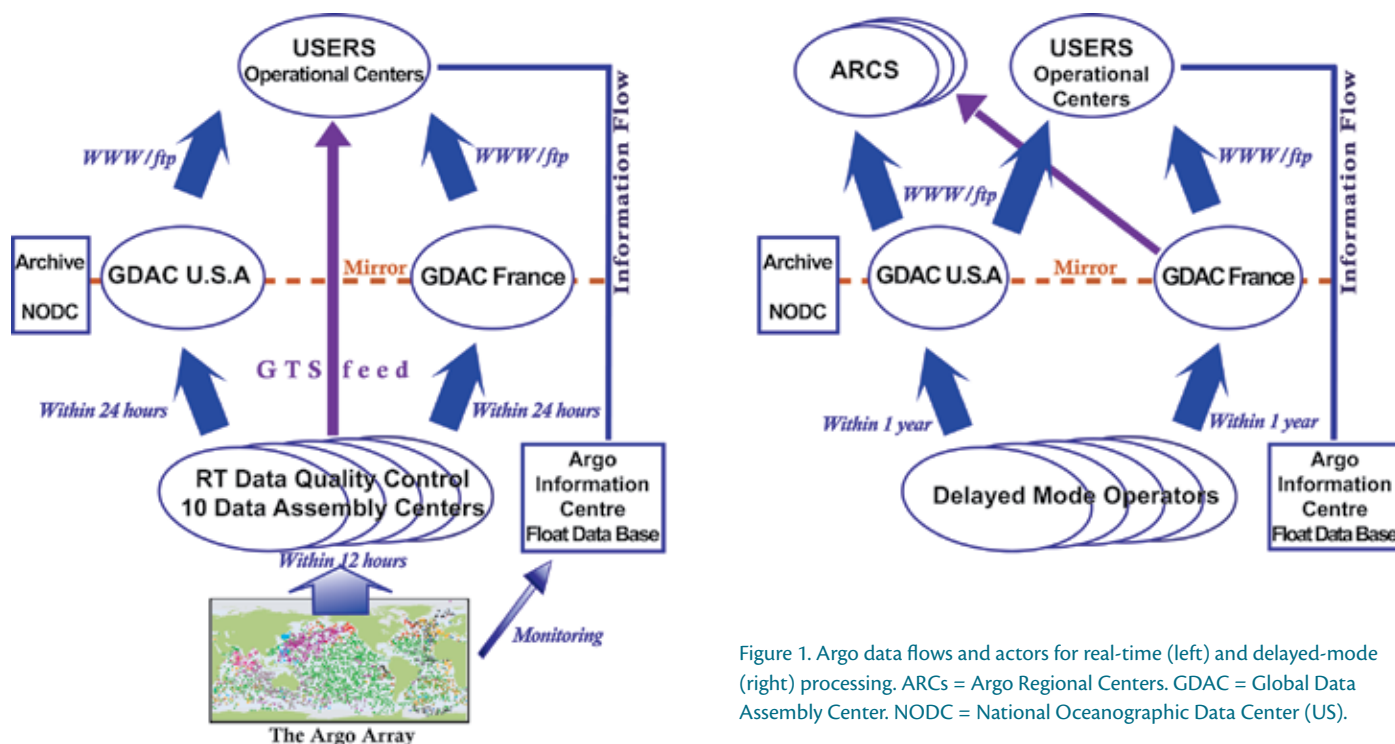 USERS
Operational Centers
WWW/ftp
WWW/ftp
Information Flow
Archive
NODC
GDAC U.S.A
Mirror
GDAC France
GTS feed
Within 24 hours
Within 24 hours
RT Data Quality Control
10 Data Assembly Centers
Argo
Information
Centre
Float Data Base
Within 12 hours
Monitoring
The Argo Array
ARCS
USERS
Operational
Centers
WWW/ftp
WWW/ftp
Information Flow
Archive
NODC
GDAC U.S.A
Mirror
GDAC France
Within 1 year
Within 1 year
Delayed Mode Operators
Argo
Information
Centre
Float Data Base
Figure 1. Argo data flows and actors for real-time (left) and delayed-mode
(right) processing. ARCs = Argo Regional Centers. GDAC = Global Data
Assembly Center. NODC = National Oceanographic Data Center (US).